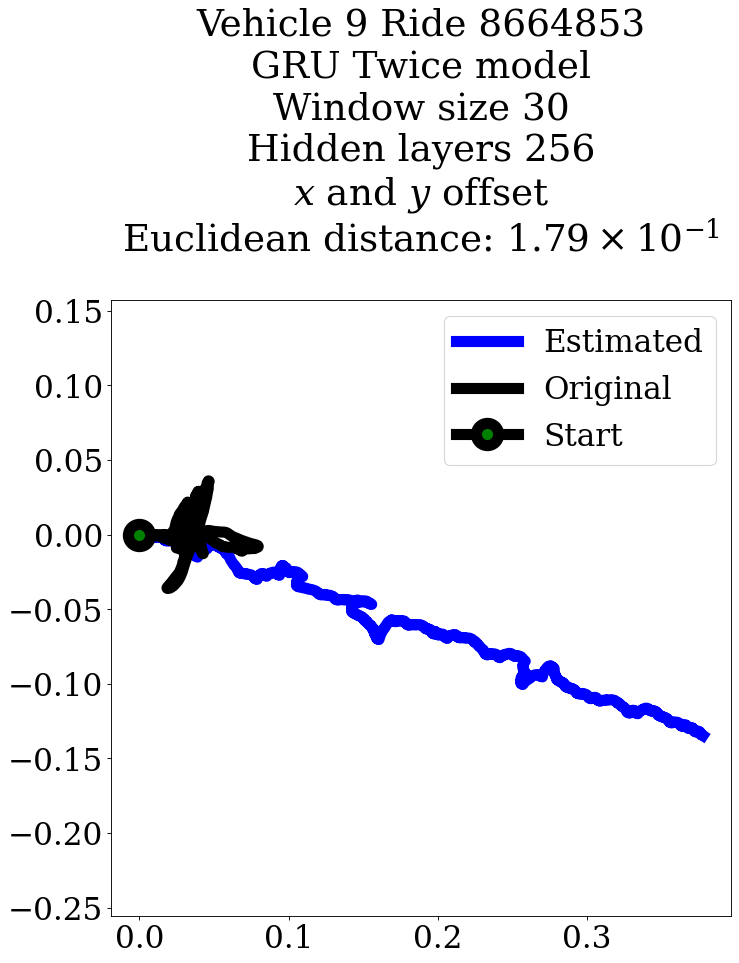 Vehicle 9 Ride 8664853
GRU Twice model
Window size 30
Hidden layers 256
x and y offset
Euclidean distance: 1.79 × 10⁻¹
Estimated
Original
Start
0.15
0.10
0.05
0.00
−0.05
−0.10
−0.15
−0.20
−0.25
0.0 0.1 0.2 0.3